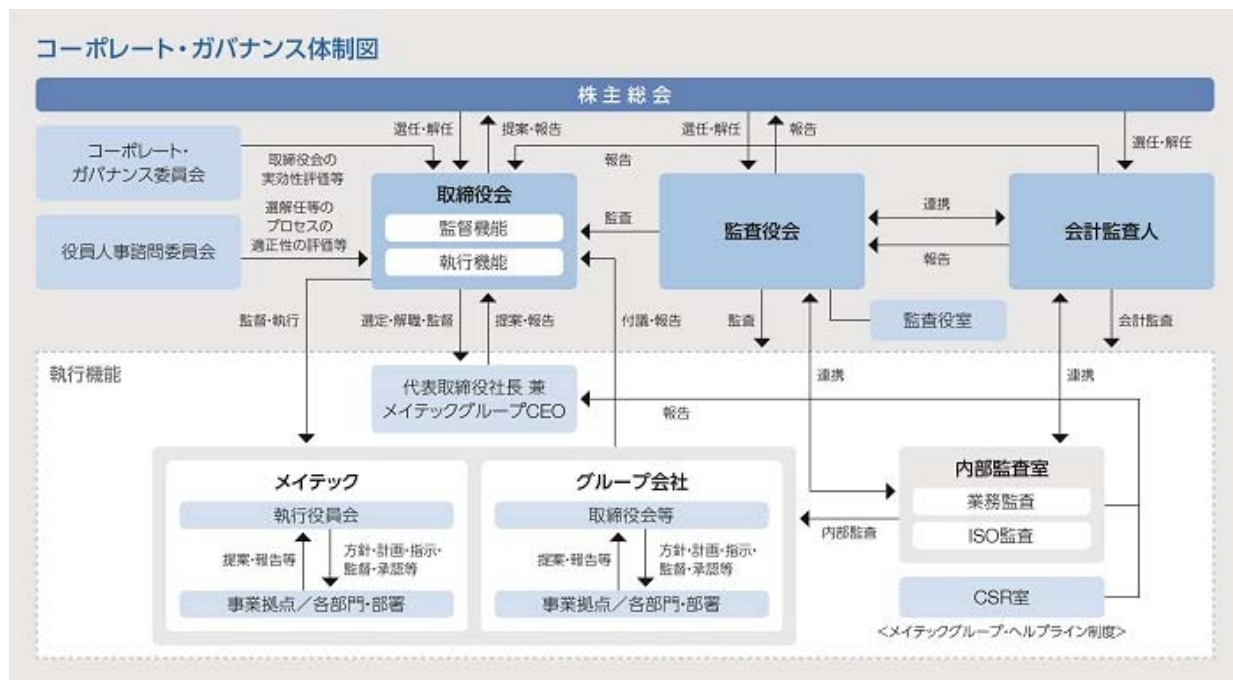 コーポレート・ガバナンス体制図
株主総会
選任・解任
提案・報告
選任・解任
報告
選任・解任
コーポレート・
ガバナンス委員会
取締役会の
実効性評価等
報告
取締役会
監督機能
執行機能
監査
監査役会
連携
報告
会計監査人
役員人事諮問委員会
選解任等の
プロセスの
適正性の評価等
監督・執行
選定・解職・監督
提案・報告
付議・報告
監査
監査役室
会計監査
執行機能
代表取締役社長 兼
メイテックグループCEO
連携
連携
報告
メイテック
執行役員会
提案・報告等
方針・計画・指示・
監督・承認等
事業拠点／各部門・部署
グループ会社
取締役会等
提案・報告等
方針・計画・指示・
監督・承認等
事業拠点／各部門・部署
内部監査
内部監査室
業務監査
ISO監査
CSR室
<メイテックグループ・ヘルプライン制度>